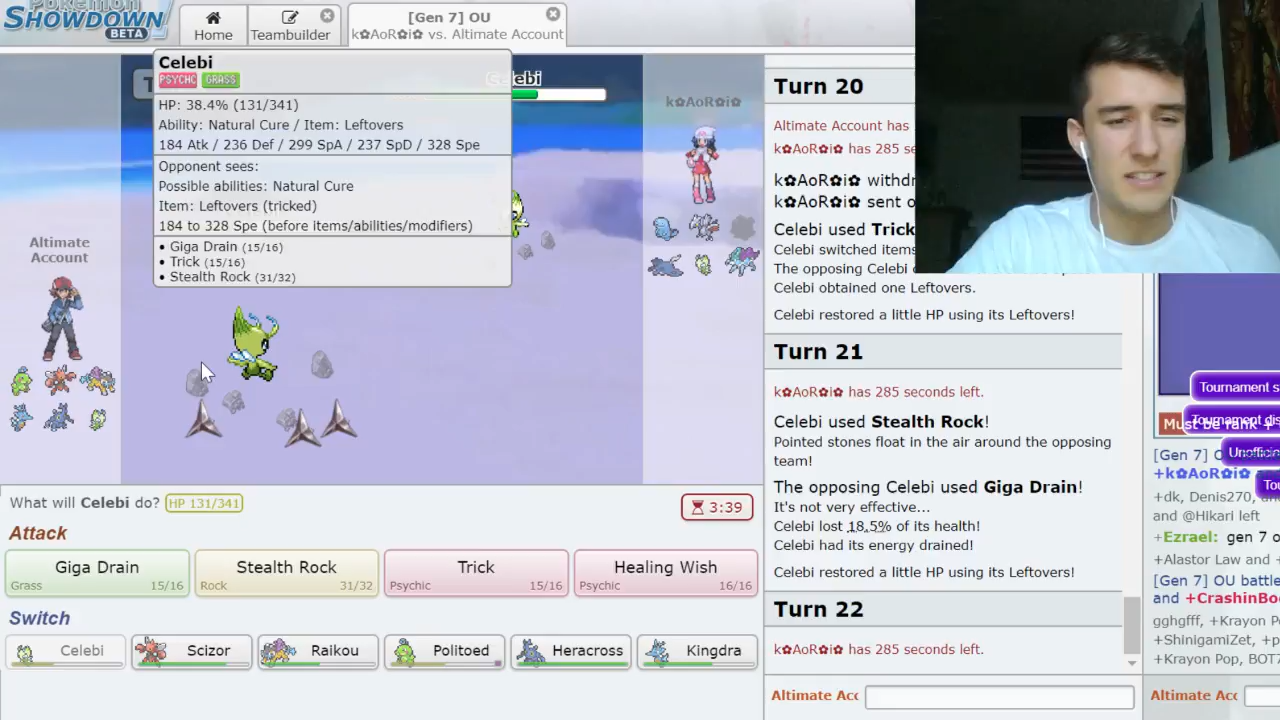 Pokémon
SHOWDOWN
BETA
Home
Teambuilder
[Gen 7] OU
k✿AoR✿i✿ vs. Altimate Account
Celebi
PSYCHC GRASS
HP: 38.4% (131/341)
Ability: Natural Cure / Item: Leftovers
184 Atk / 236 Def / 299 SpA / 237 SpD / 328 Spe
Opponent sees:
Possible abilities: Natural Cure
Item: Leftovers (tricked)
184 to 328 Spe (before items/abilities/modifiers)
• Giga Drain (15/16)
• Trick (15/16)
• Stealth Rock (31/32)
T
Celebi
Altimate
Account
k✿AoR✿i✿
Turn 20
Altimate Account has
k✿AoR✿i✿ has 285 sec
k✿AoR✿i✿ withd
k✿AoR✿i✿ sent o
Celebi used Trick
Celebi switched items
The opposing Celebi o
Celebi obtained one Leftovers.
Celebi restored a little HP using its Leftovers!
Turn 21
k✿AoR✿i✿ has 285 seconds left.
Celebi used Stealth Rock!
Pointed stones float in the air around the opposing
team!
The opposing Celebi used Giga Drain!
It's not very effective...
Celebi lost 18.5% of its health!
Celebi had its energy drained!
Celebi restored a little HP using its Leftovers!
Turn 22
k✿AoR✿i✿ has 285 seconds left.
Altimate Acc
What will Celebi do? HP 131/341
3:39
Attack
Giga Drain
Grass 15/16
Stealth Rock
Rock 31/32
Trick
Psychic 15/16
Healing Wish
Psychic 16/16
Switch
Celebi
Scizor
Raikou
Politoed
Heracross
Kingdra
Tournament s
Tournament dis
Must be rank +
Unofficia
[Gen 7] O
+k✿AoR✿i✿
Tou
+dk, Denis270, an
and @Hikari left
+Ezrael: gen 7 o
+Alastor Law and +
[Gen 7] OU battle
and +CrashinBo
gghgfff, +Krayon P
+ShinigamiZet, +p
+Krayon Pop, BOT7
Altimate Acc